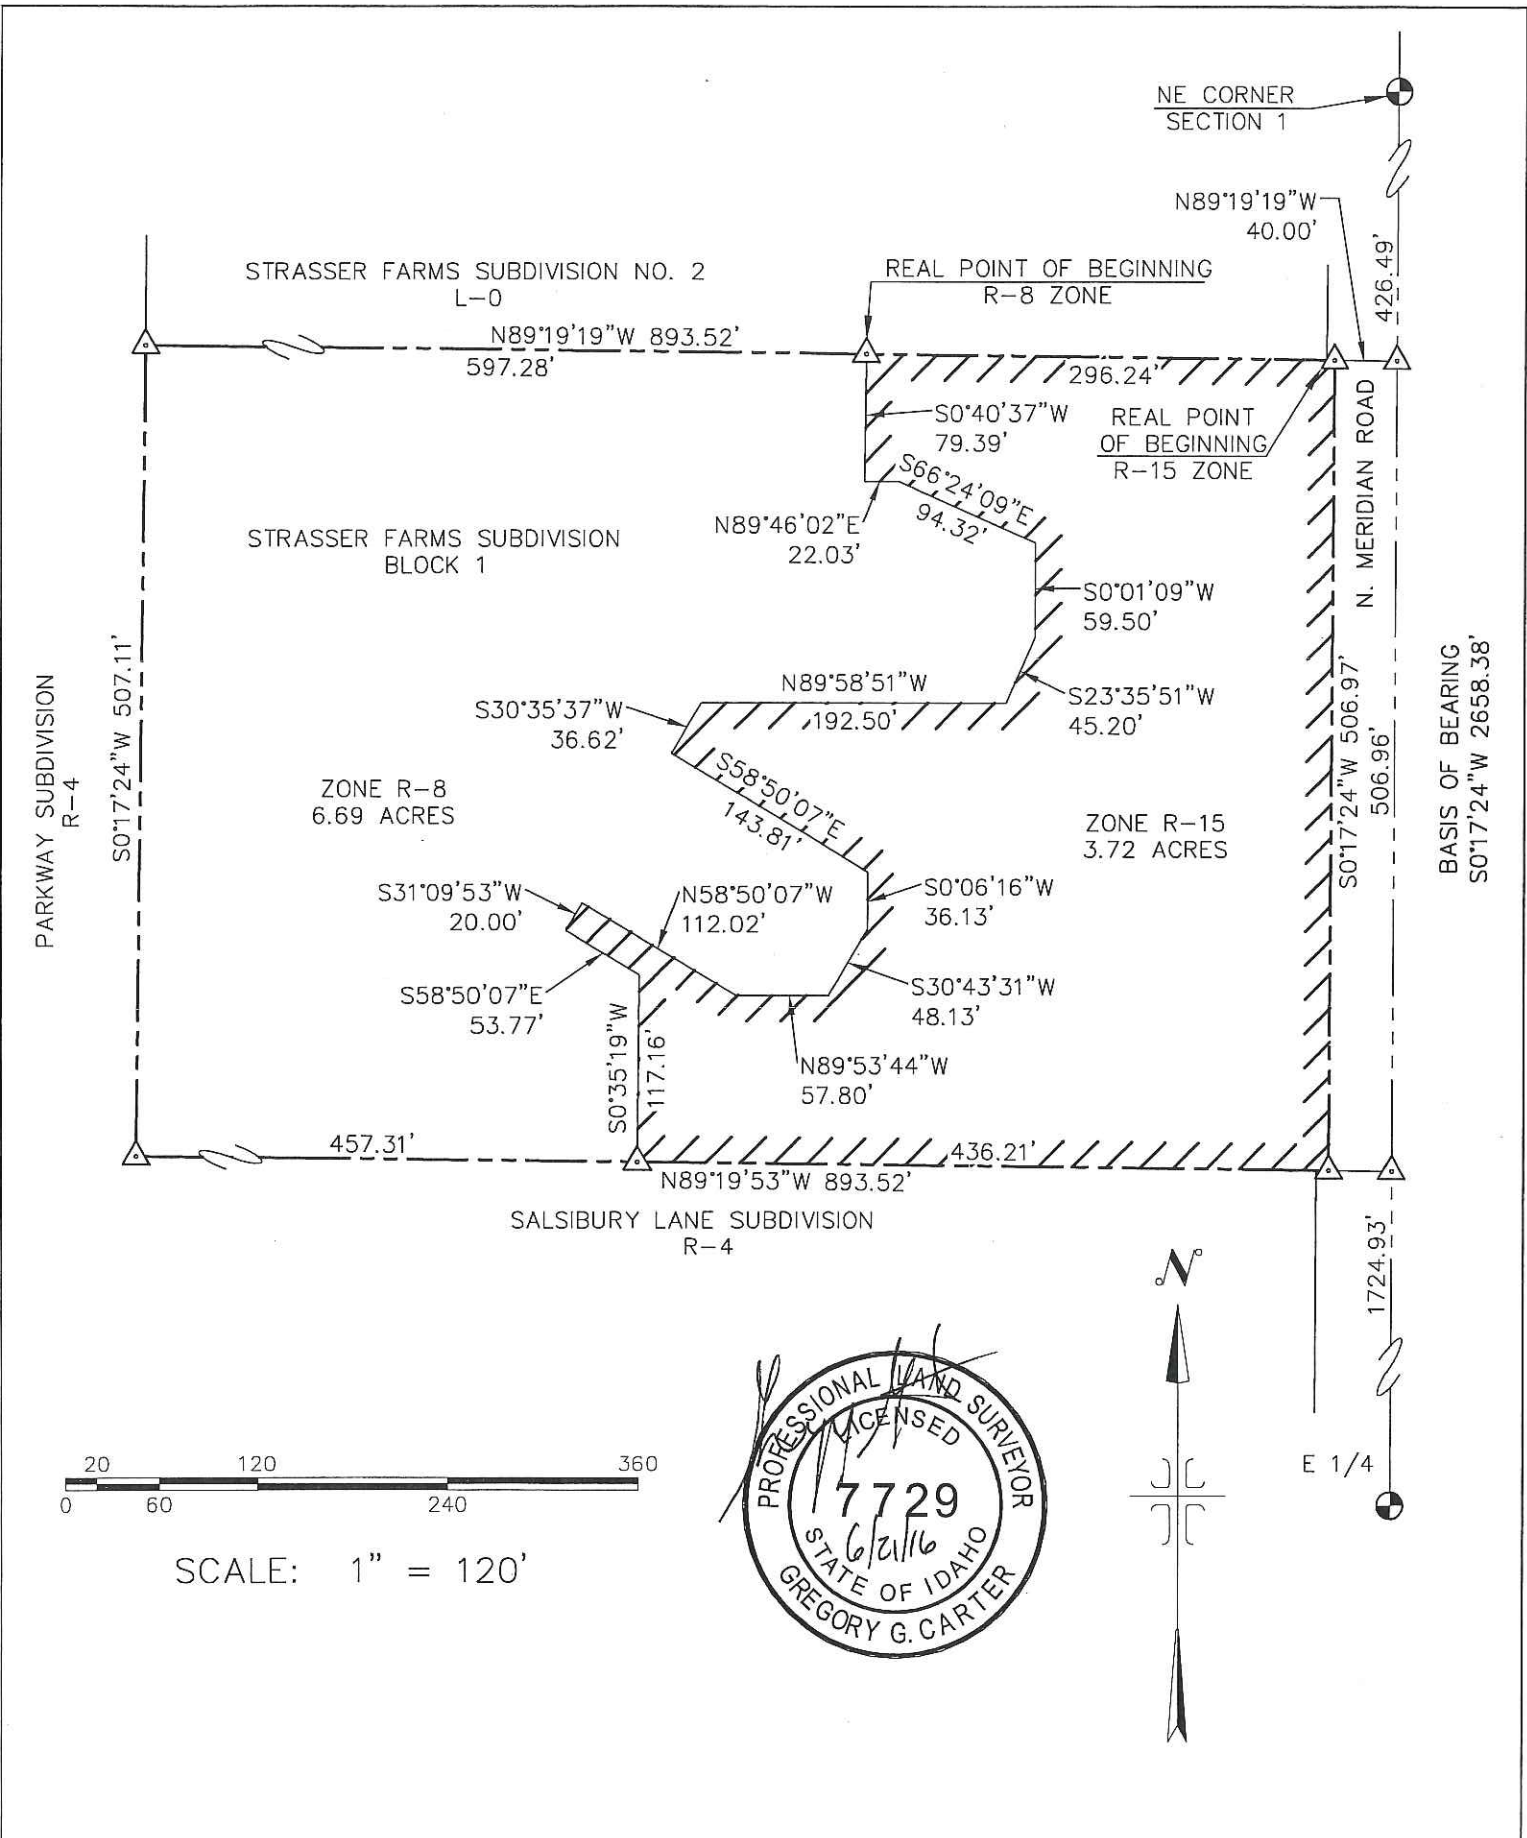 NE CORNER
SECTION 1
N89°19'19"W
40.00'
426.49'
STRASSER FARMS SUBDIVISION NO. 2
L-O
REAL POINT OF BEGINNING
R-8 ZONE
N89°19'19"W 893.52'
597.28'
296.24'
S0°40'37"W
79.39'
REAL POINT
OF BEGINNING
R-15 ZONE
N. MERIDIAN ROAD
S66°24'09"E
94.32'
N89°46'02"E
22.03'
STRASSER FARMS SUBDIVISION
BLOCK 1
S0°01'09"W
59.50'
N89°58'51"W
192.50'
S23°35'51"W
45.20'
S30°35'37"W
36.62'
S58°50'07"E
143.81'
PARKWAY SUBDIVISION
R-4
S0°17'24"W 507.11'
ZONE R-8
6.69 ACRES
ZONE R-15
3.72 ACRES
S0°17'24"W 506.97'
506.96'
BASIS OF BEARING
S0°17'24"W 2658.38'
S31°09'53"W
20.00'
N58°50'07"W
112.02'
S0°06'16"W
36.13'
S58°50'07"E
53.77'
S30°43'31"W
48.13'
S0°35'19"W
117.16'
N89°53'44"W
57.80'
457.31'
436.21'
N89°19'53"W 893.52'
SALSIBURY LANE SUBDIVISION
R-4
1724.93'
N
E 1/4
20 120 360
0 60 240
SCALE: 1" = 120'
PROFESSIONAL LAND SURVEYOR
LICENSED
7729
6/21/16
STATE OF IDAHO
GREGORY G. CARTER